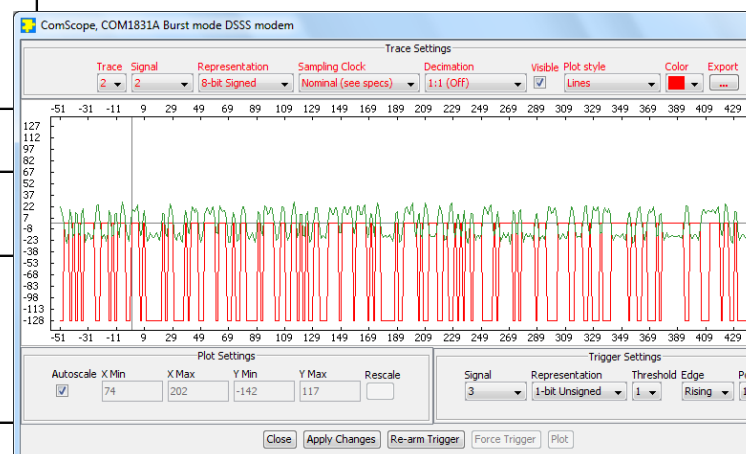 ComScope, COM1831A Burst mode DSSS modem
Trace Settings
Trace Signal Representation Sampling Clock Decimation Visible Plot style Color Export
2 2 8-bit Signed Nominal (see specs) 1:1 (Off) Lines ...
-51 -31 -11 9 29 49 69 89 109 129 149 169 189 209 229 249 269 289 309 329 349 369 389 409 429
127
112
97
82
67
52
37
22
7
-8
-23
-38
-53
-68
-83
-98
-113
-128
-51 -31 -11 9 29 49 69 89 109 129 149 169 189 209 229 249 269 289 309 329 349 369 389 409 429
Plot Settings
Autoscale X Min X Max Y Min Y Max Rescale
74 202 -142 117
Trigger Settings
Signal Representation Threshold Edge
3 1-bit Unsigned 1 Rising
Close Apply Changes Re-arm Trigger Force Trigger Plot